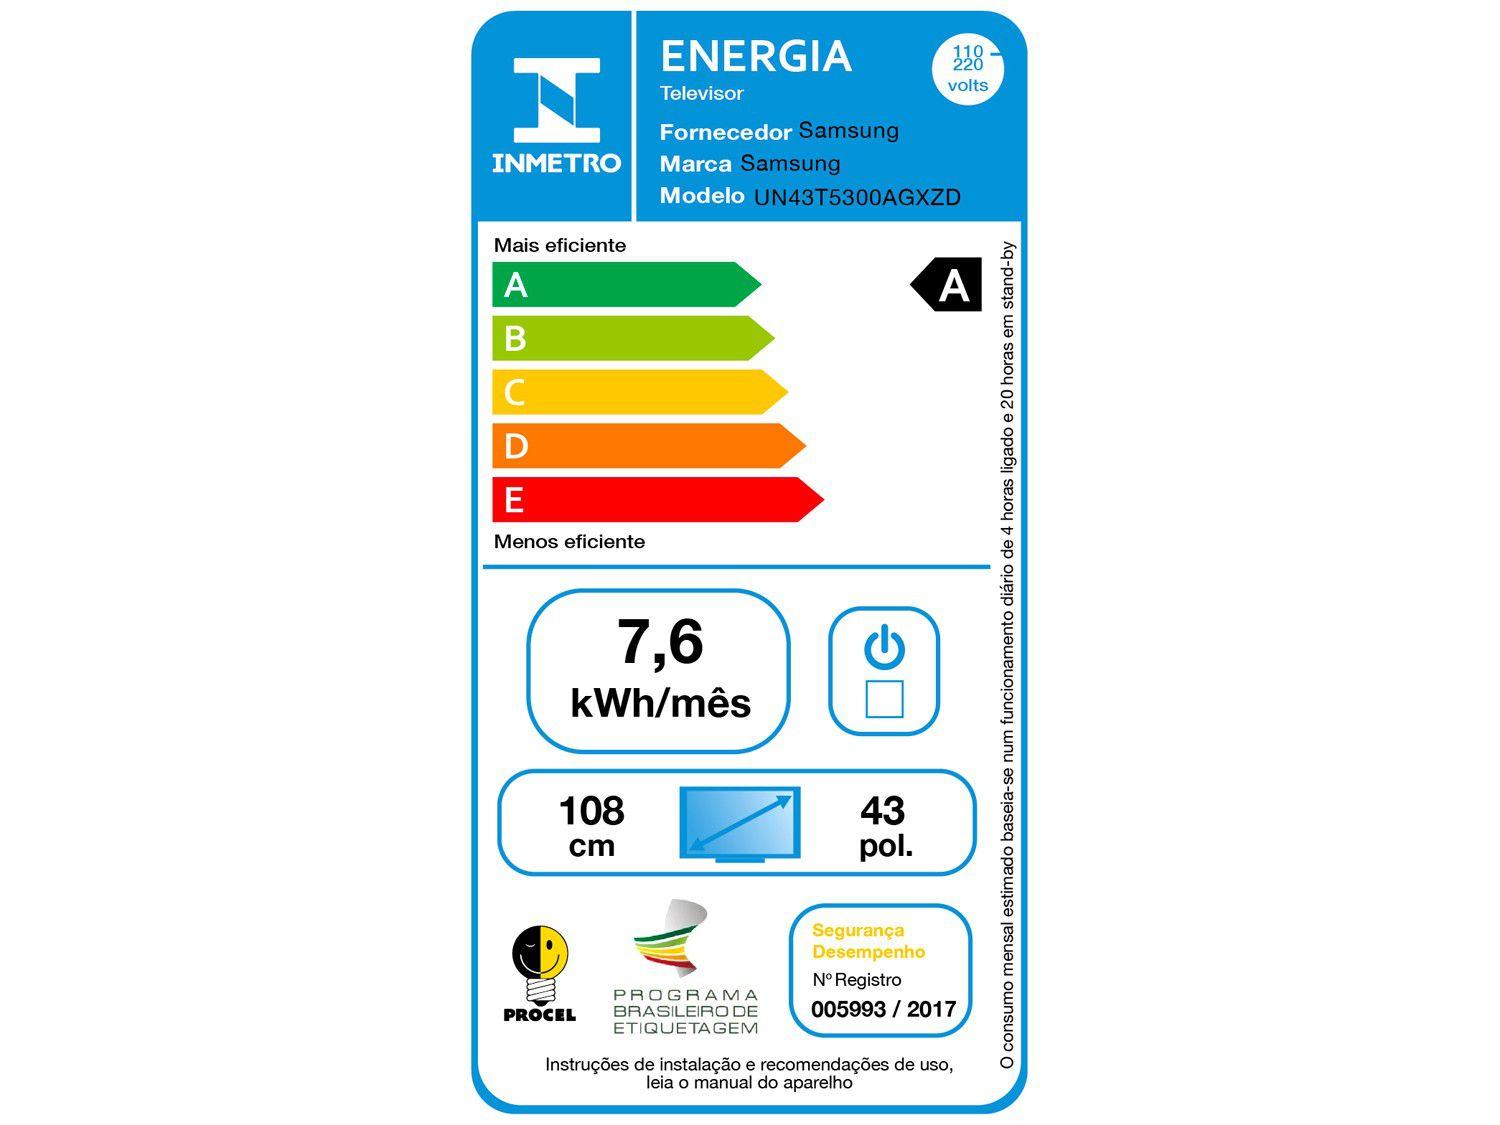 INMETRO
ENERGIA
Televisor
110
220
volts
Fornecedor Samsung
Marca Samsung
Modelo UN43T5300AGXZD
Mais eficiente
A
A
B
C
D
E
Menos eficiente
7,6
kWh/mês
108
cm
43
pol.
PROCEL
PROGRAMA
BRASILEIRO DE
ETIQUETAGEM
Segurança
Desempenho
Nº Registro
005993 / 2017
Instruções de instalação e recomendações de uso,
leia o manual do aparelho
O consumo mensal estimado baseia-se num funcionamento diário de 4 horas ligado e 20 horas em stand-by